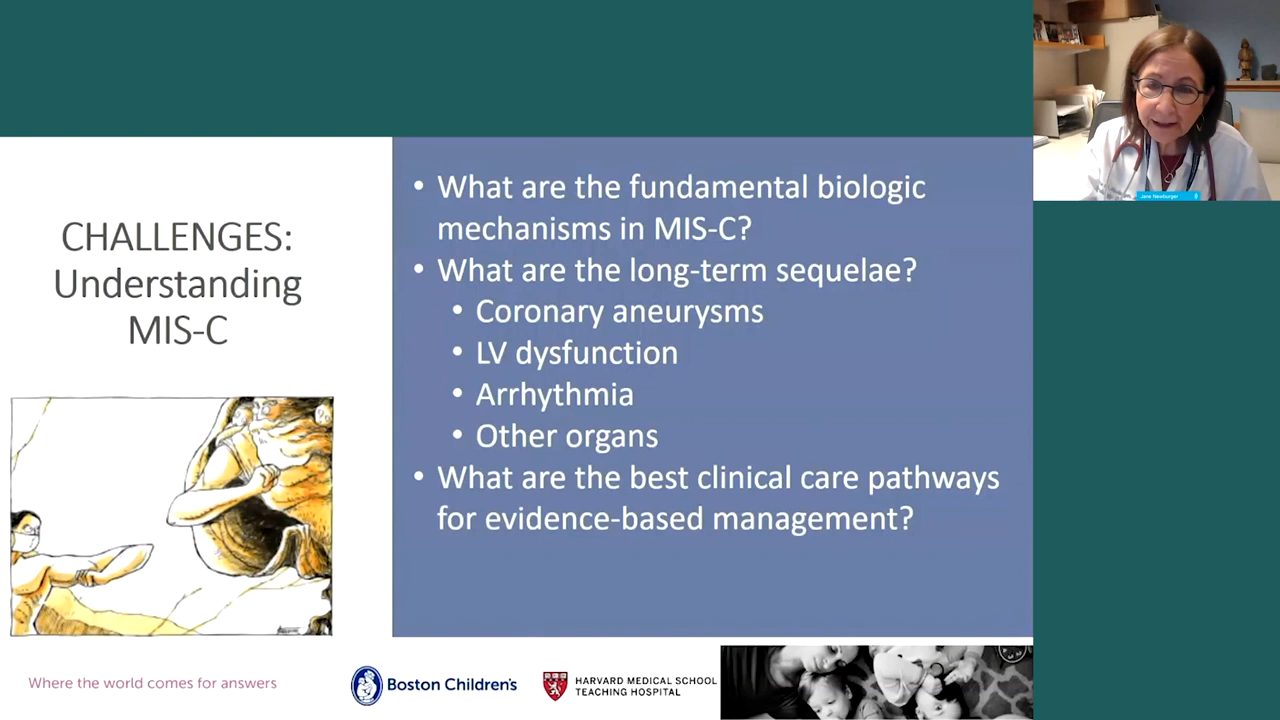 Jane Newburger
CHALLENGES:
Understanding
MIS-C
• What are the fundamental biologic
mechanisms in MIS-C?
• What are the long-term sequelae?
• Coronary aneurysms
• LV dysfunction
• Arrhythmia
• Other organs
• What are the best clinical care pathways
for evidence-based management?
Where the world comes for answers
Boston Children's
HARVARD MEDICAL SCHOOL
TEACHING HOSPITAL